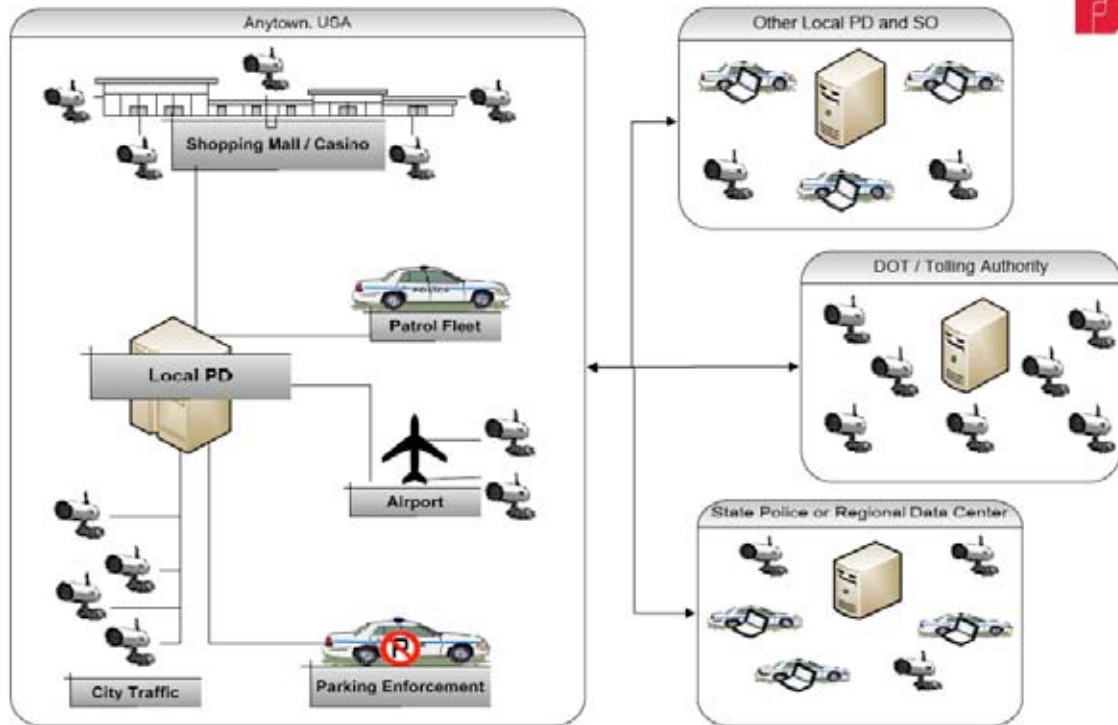 Anytown, USA
Shopping Mall / Casino
POLICE
Patrol Fleet
Local PD
Airport
City Traffic
Parking Enforcement
Other Local PD and SO
DOT / Tolling Authority
State Police or Regional Data Center